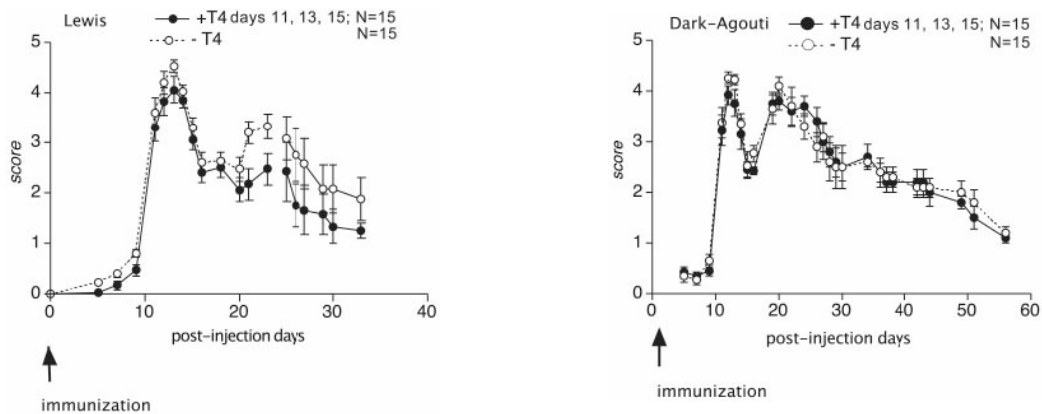 Lewis
+T4 days 11, 13, 15; N=15
- T4 N=15
5
4
3
2
1
0
score
0 10 20 30 40
post-injection days
immunization
Dark-Agouti
+T4 days 11, 13, 15; N=15
- T4 N=15
5
4
3
2
1
0
score
0 10 20 30 40 50 60
post-injection days
immunization